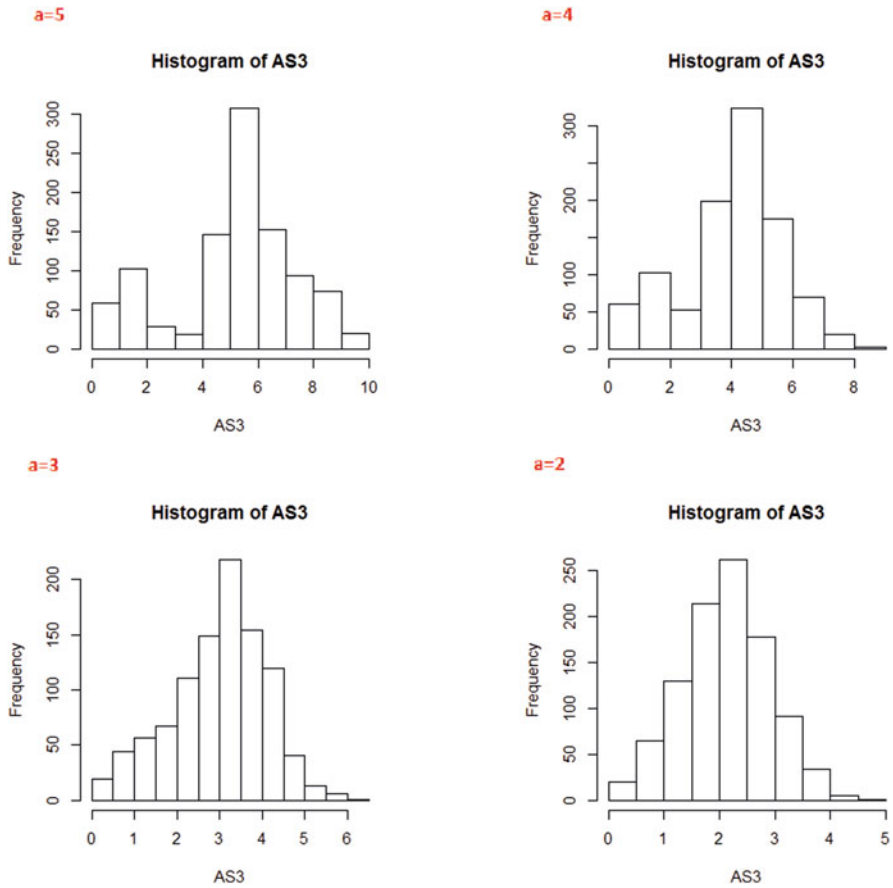 a=5
Histogram of AS3
Frequency
300
250
200
150
100
50
0
0 2 4 6 8 10
AS3
a=4
Histogram of AS3
Frequency
300
200
100
50
0
0 2 4 6 8
AS3
a=3
Histogram of AS3
Frequency
200
150
100
50
0
0 1 2 3 4 5 6
AS3
a=2
Histogram of AS3
Frequency
250
200
150
100
50
0
0 1 2 3 4 5
AS3